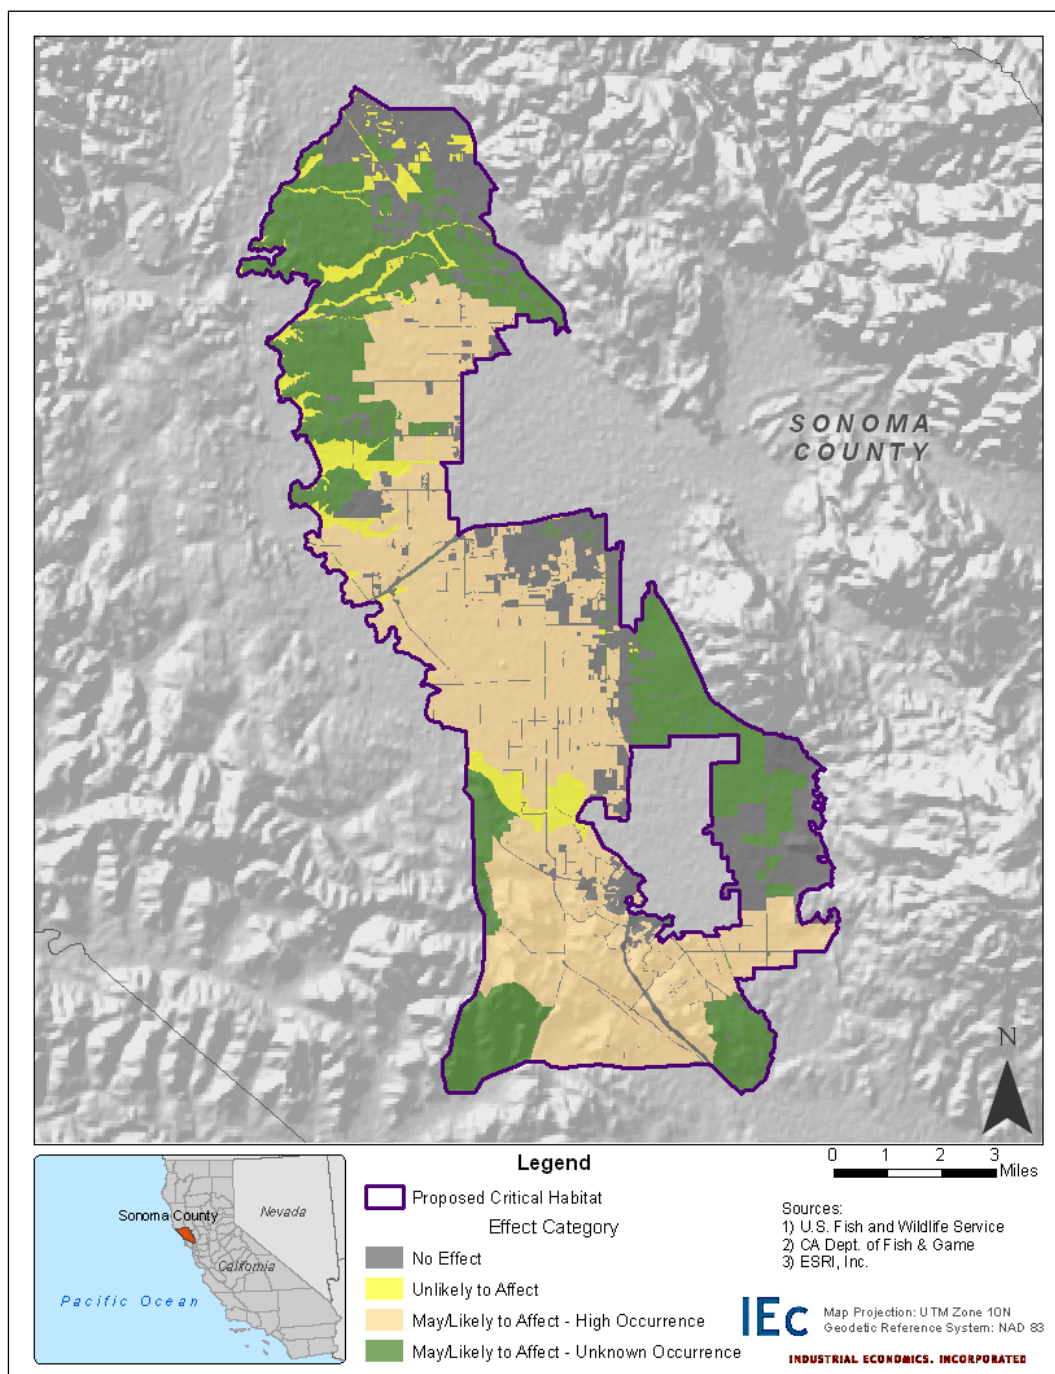 SONOMA
COUNTY
N
Legend
Proposed Critical Habitat
Effect Category
No Effect
Unlikely to Affect
May/Likely to Affect - High Occurrence
May/Likely to Affect - Unknown Occurrence
0 1 2 3
Miles
Sources:
1) U.S. Fish and Wildlife Service
2) CA Dept. of Fish & Game
3) ESRI, Inc.
IEc
Map Projection: UTM Zone 10N
Geodetic Reference System: NAD 83
INDUSTRIAL ECONOMICS, INCORPORATED
Sonoma County
Nevada
California
Pacific Ocean